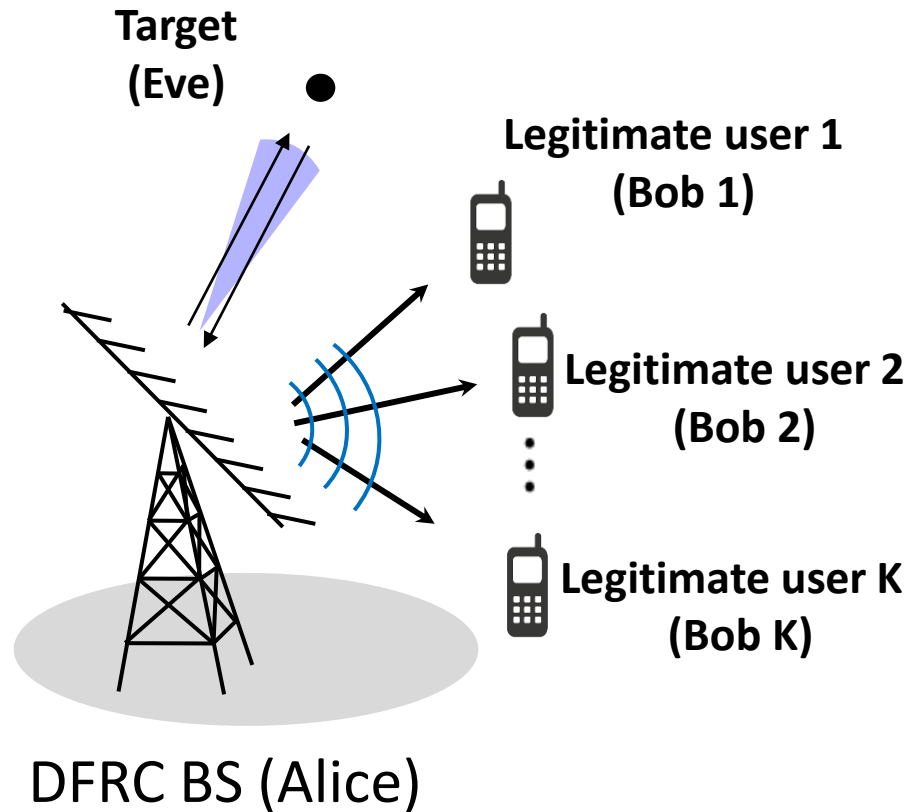 Target
(Eve)
Legitimate user 1
(Bob 1)
Legitimate user 2
(Bob 2)
Legitimate user K
(Bob K)
DFRC BS (Alice)